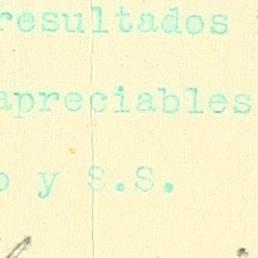 resultados
apreciables
o y S.S.